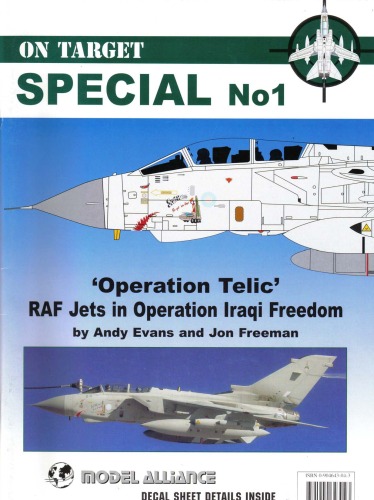 ON TARGET
SPECIAL No1
'Operation Telic'
RAF Jets in Operation Iraqi Freedom
by Andy Evans and Jon Freeman
MODEL ALLIANCE
DECAL SHEET DETAILS INSIDE